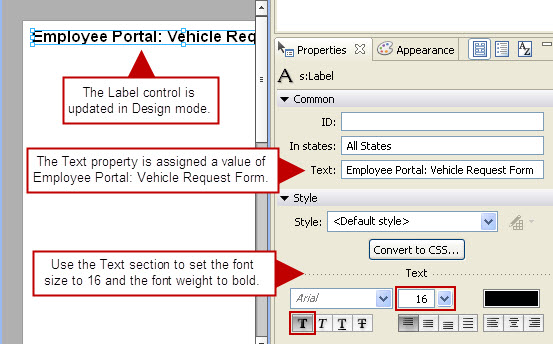 Employee Portal: Vehicle Req
The Label control is
updated in Design mode.
The Text property is assigned a value of
Employee Portal: Vehicle Request Form.
Use the Text section to set the font
size to 16 and the font weight to bold.
Properties Appearance
A s:Label
Common
ID:
In states: All States
Text: Employee Portal: Vehicle Request Form
Style
Style: <Default style>
Convert to CSS...
Text
Arial 16
T T T T